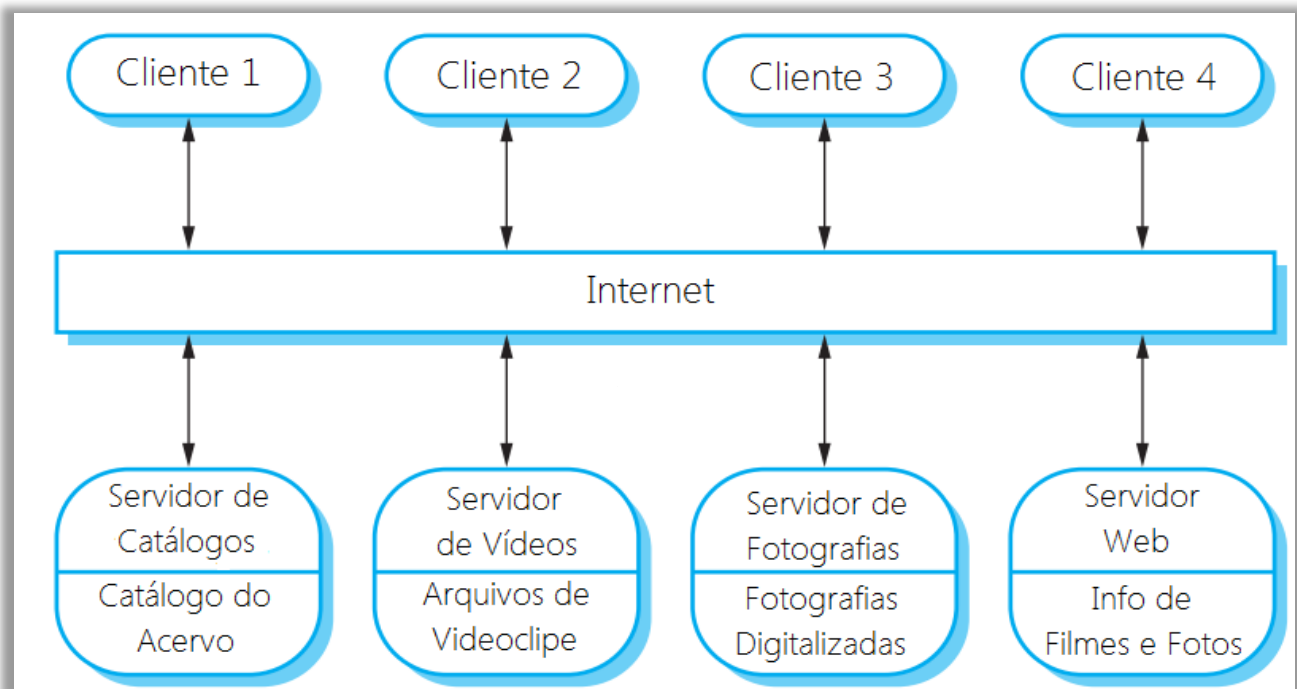 Cliente 1
Cliente 2
Cliente 3
Cliente 4
Internet
Servidor de
Catálogos
Catálogo do
Acervo
Servidor
de Vídeos
Arquivos de
Videoclipe
Servidor de
Fotografias
Fotografias
Digitalizadas
Servidor
Web
Info de
Filmes e Fotos